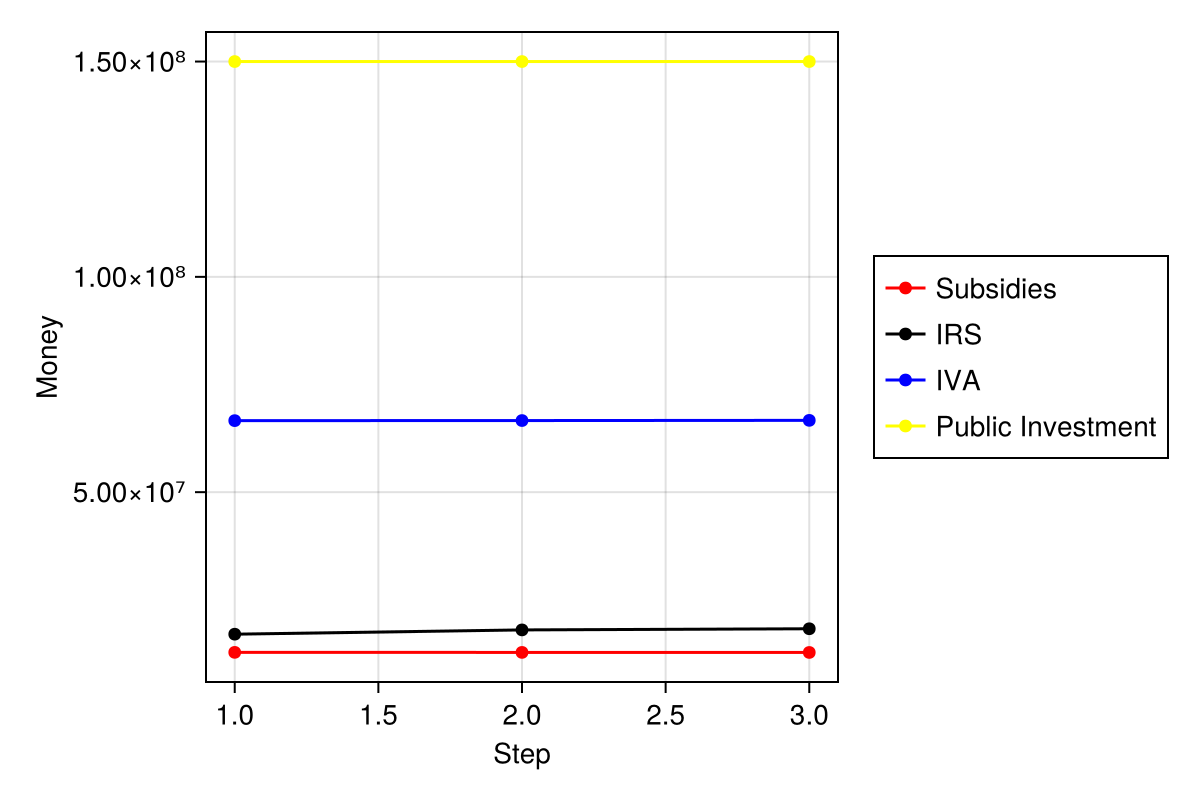 1.50×10⁸
1.00×10⁸
5.00×10⁷
Money
1.0 1.5 2.0 2.5 3.0
Step
Subsidies
IRS
IVA
Public Investment